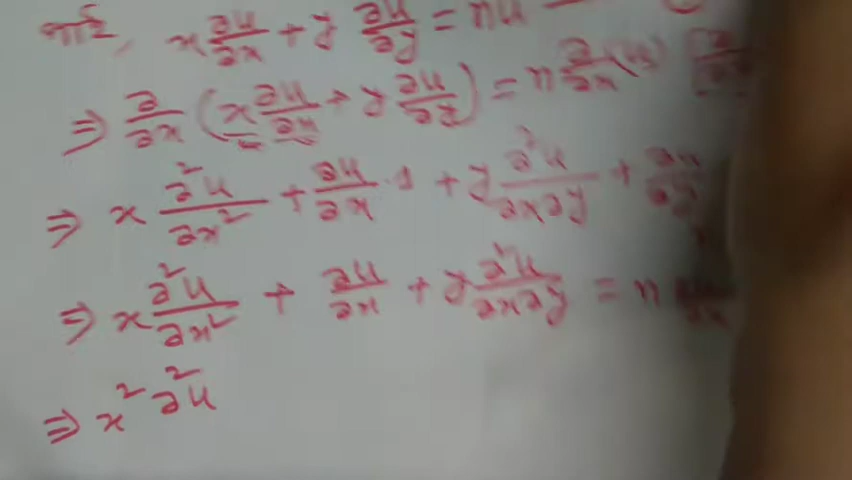 পাই, x ∂u/∂x + y ∂u/∂y = nu
⇒ ∂/∂x (x ∂u/∂x + y ∂u/∂y) = n ∂/∂x (u)
⇒ x ∂²u/∂x² + ∂u/∂x · 1 + y ∂²u/∂x∂y + ∂u/∂y
⇒ x ∂²u/∂x² + ∂u/∂x + y ∂²u/∂x∂y = n ∂u/∂x
⇒ x² ∂²u